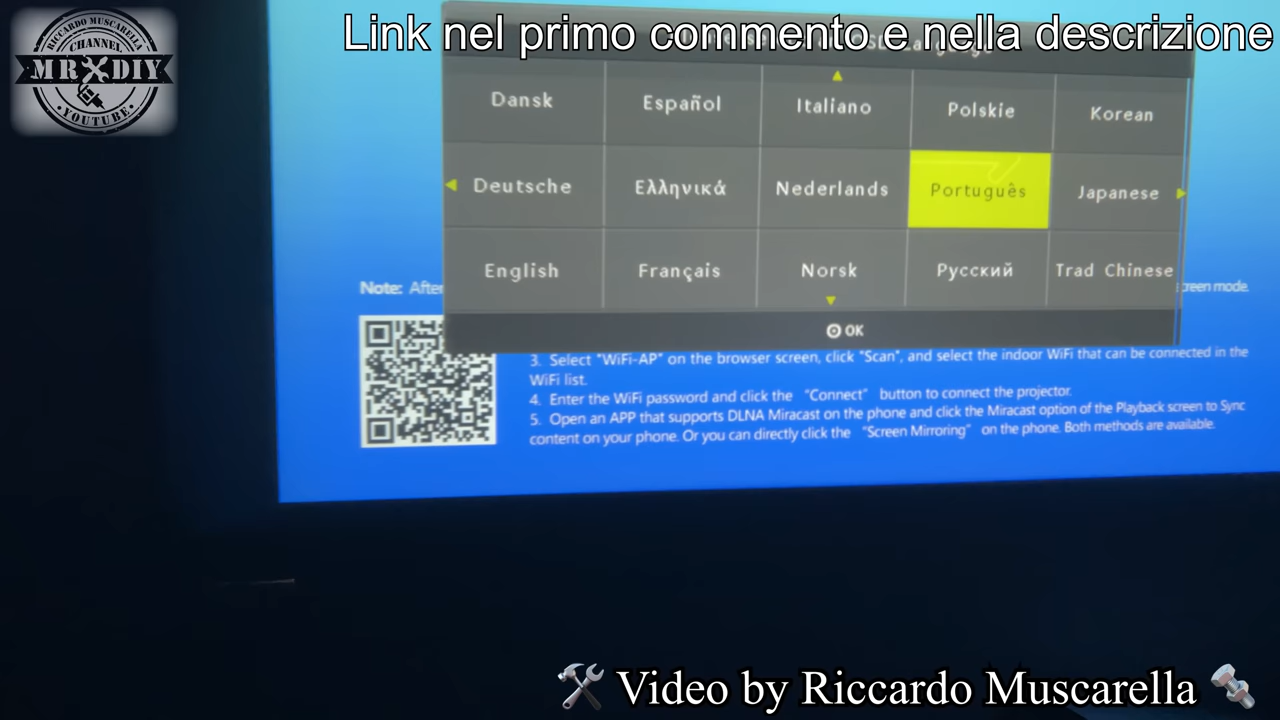 Link nel primo commento e nella descrizione
RICCARDO MUSCARELLA
CHANNEL
MR DIY
YOUTUBE
Language
Dansk Español Italiano Polskie Korean
Deutsche Ελληνικά Nederlands Português Japanese
English Français Norsk Русский Trad Chinese
OK
Note: After
screen mode.
3. Select "WiFi-AP" on the browser screen, click "Scan", and select the indoor WiFi that can be connected in the
WiFi list.
4. Enter the WiFi password and click the “Connect” button to connect the projector.
5. Open an APP that supports DLNA Miracast on the phone and click the Miracast option of the Playback screen to Sync
content on your phone. Or you can directly click the “Screen Mirroring” on the phone. Both methods are available.
🛠 Video by Riccardo Muscarella 🔩